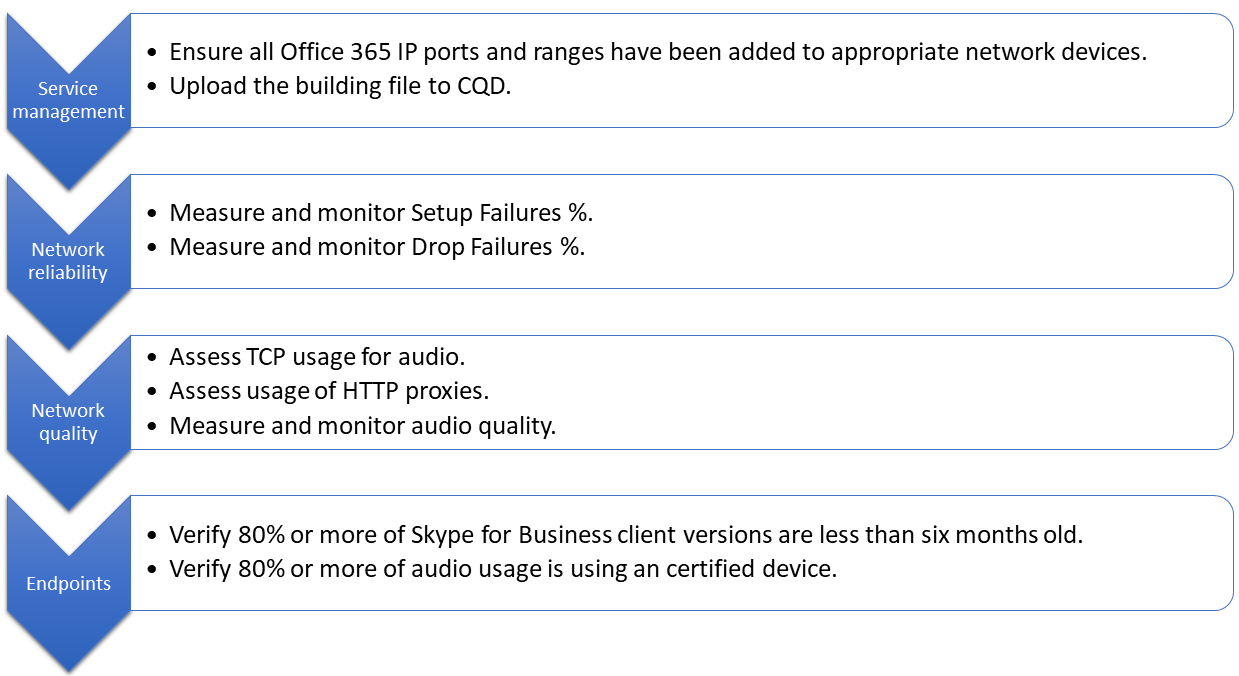 Service
management
• Ensure all Office 365 IP ports and ranges have been added to appropriate network devices.
• Upload the building file to CQD.
Network
reliability
• Measure and monitor Setup Failures %.
• Measure and monitor Drop Failures %.
Network
quality
• Assess TCP usage for audio.
• Assess usage of HTTP proxies.
• Measure and monitor audio quality.
Endpoints
• Verify 80% or more of Skype for Business client versions are less than six months old.
• Verify 80% or more of audio usage is using an certified device.